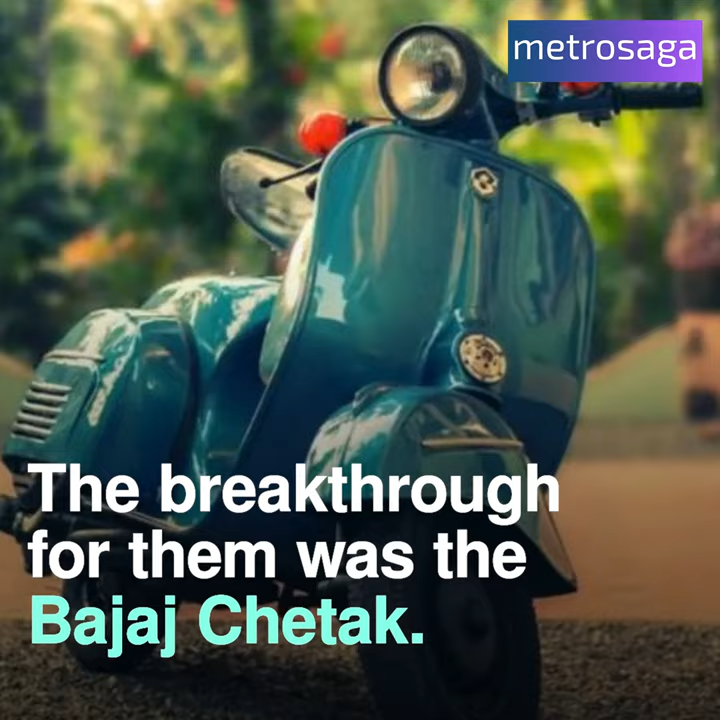 metrosaga
The breakthrough
for them was the
Bajaj Chetak.